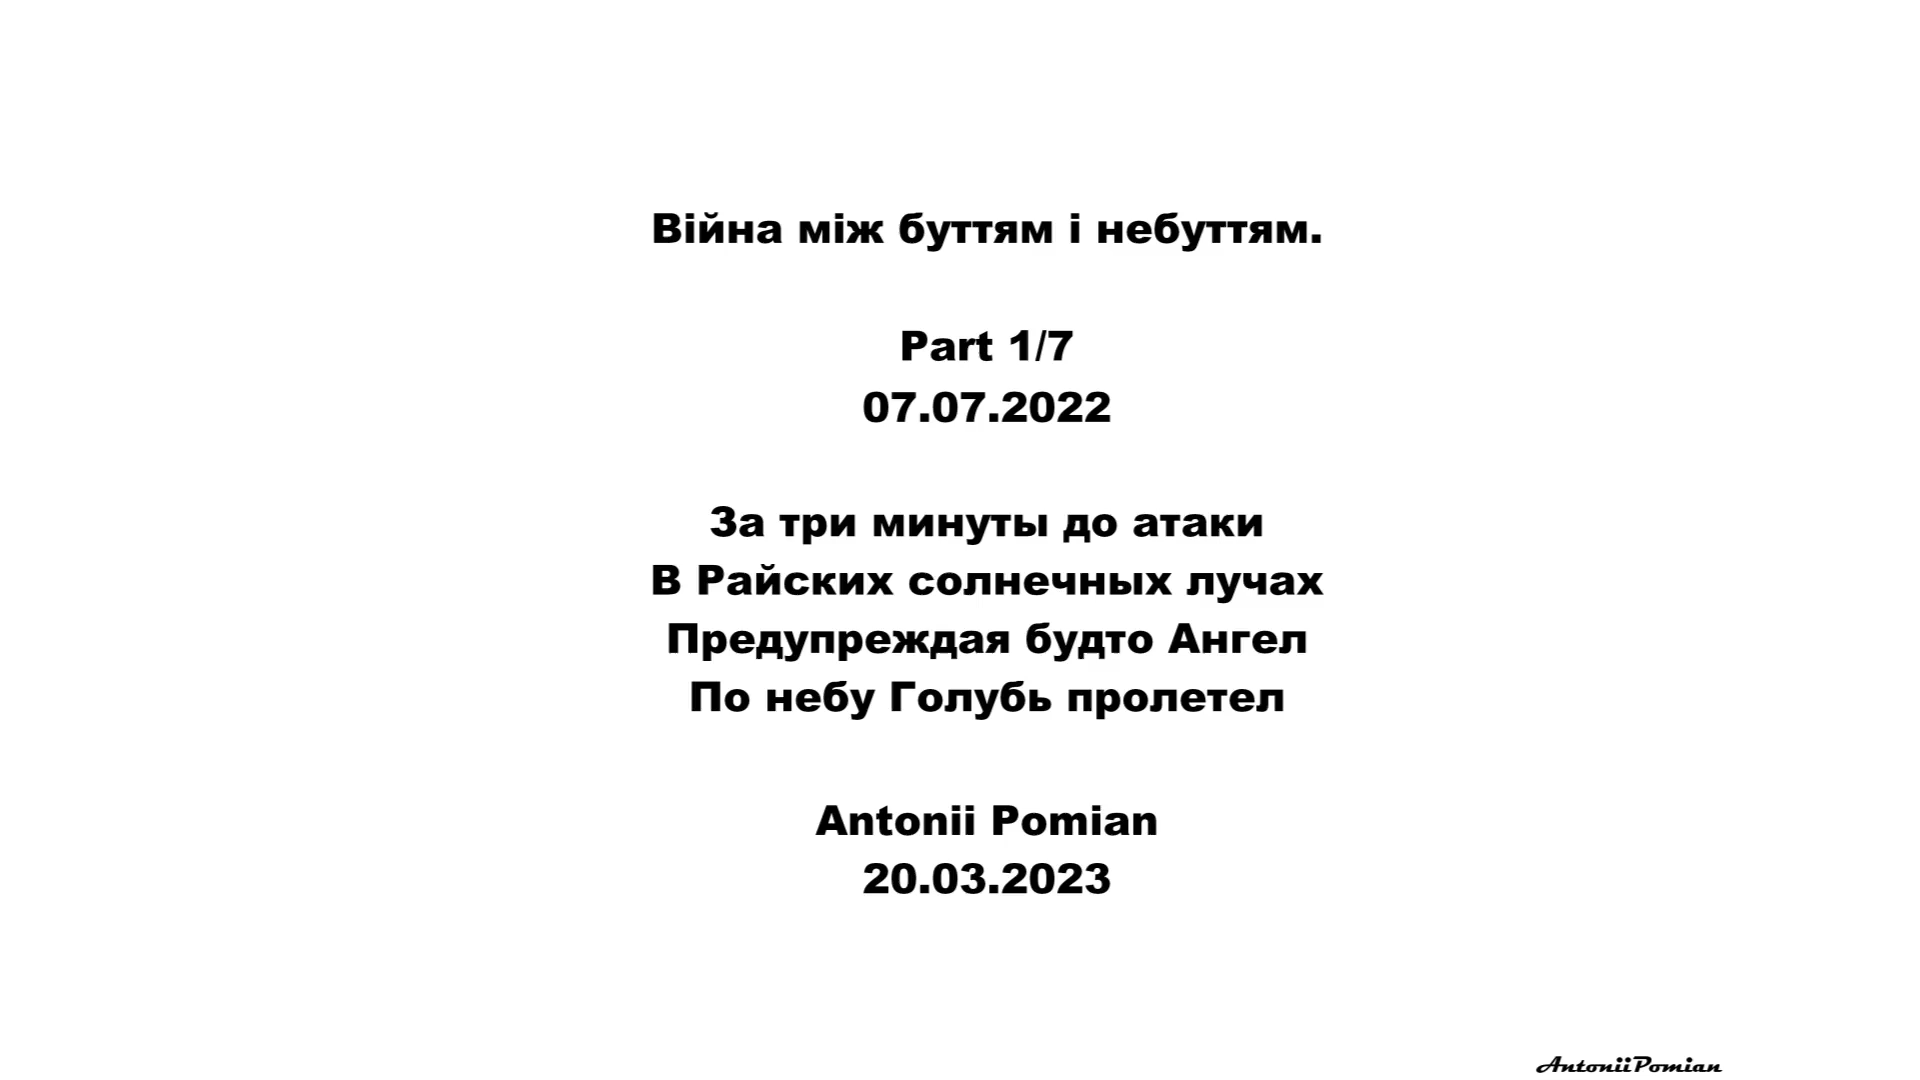 Війна між буттям і небуттям.
Part 1/7
07.07.2022
За три минуты до атаки
В Райских солнечных лучах
Предупреждая будто Ангел
По небу Голубь пролетел
Antonii Pomian
20.03.2023
AntoniiPomian